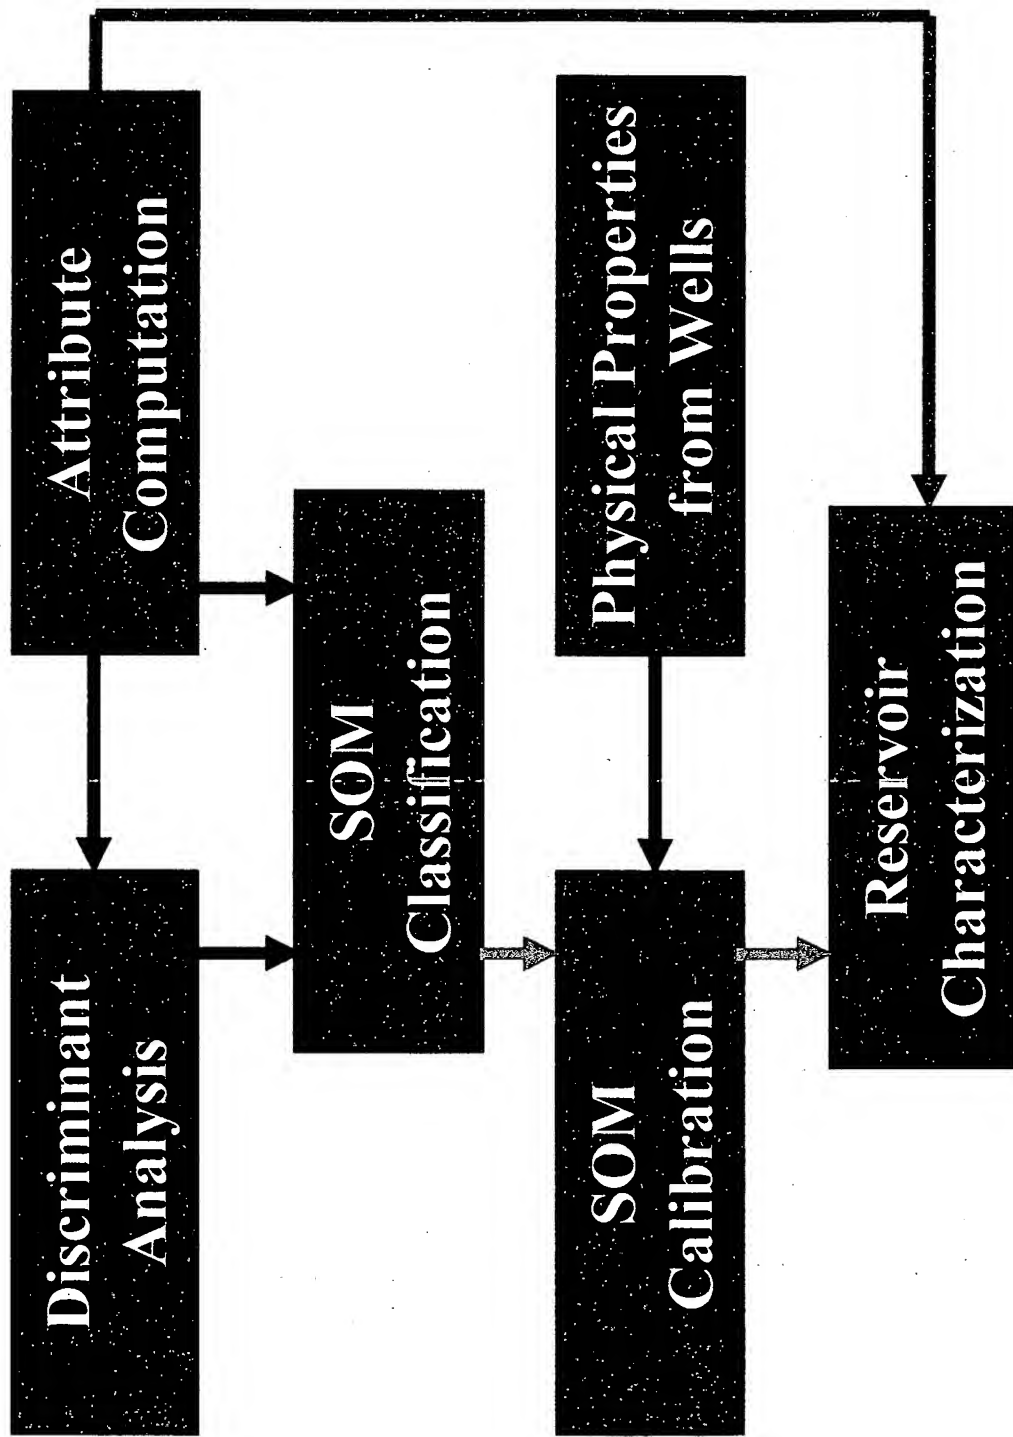 Discriminant
Analysis
Attribute
Computation
SOM
Classification
SOM
Calibration
Physical Properties
from Wells
Reservoir
Characterization